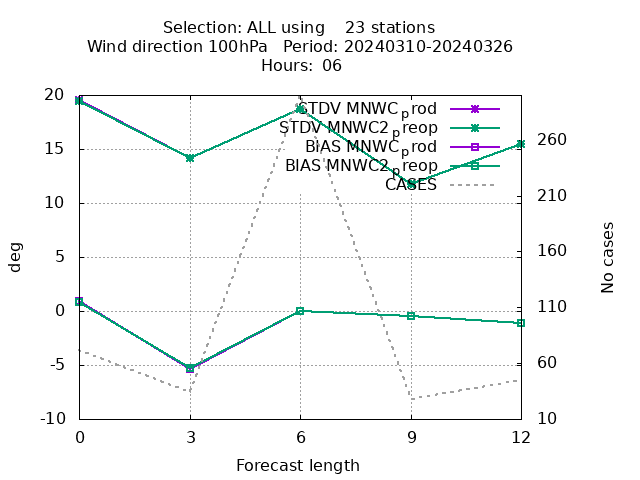 Selection: ALL using    23 stations
Wind direction 100hPa   Period: 20240310-20240326
Hours: 06
STDV MNWC_prod
STDV MNWC2_preop
BIAS MNWC_prod
BIAS MNWC2_preop
CASES
20
15
10
5
0
-5
-10
260
210
160
110
60
10
deg
No cases
0 3 6 9 12
Forecast length